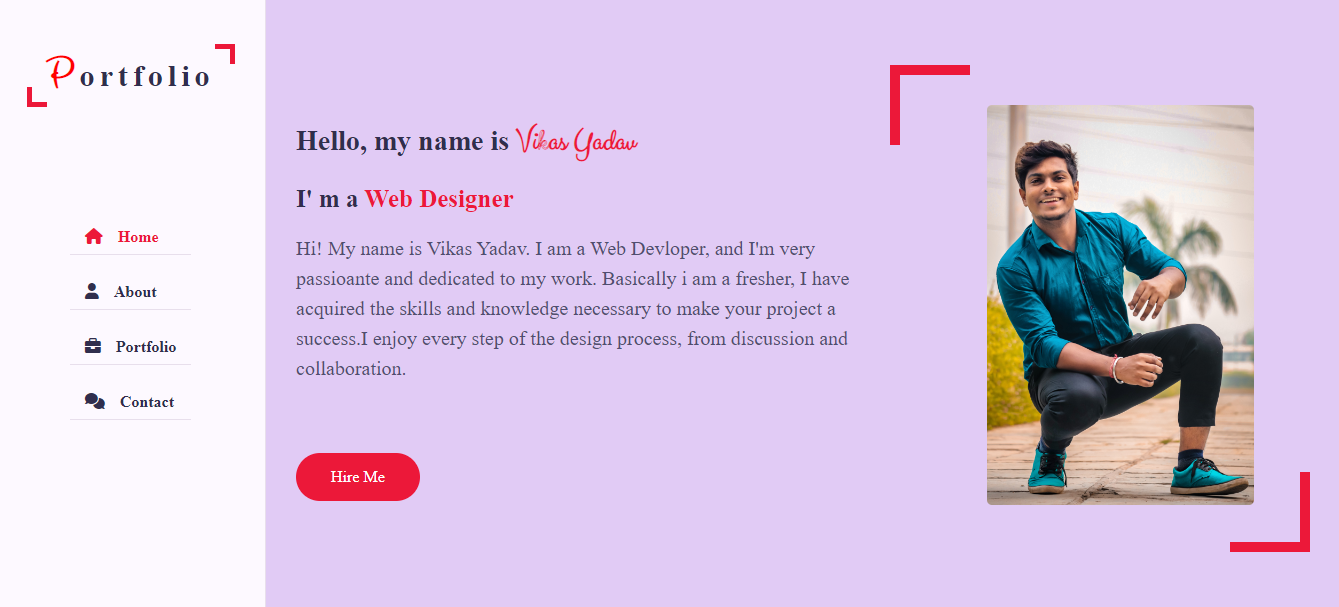 Portfolio
Home
About
Portfolio
Contact
Hello, my name is Vikas Yadav
I' m a Web Designer
Hi! My name is Vikas Yadav. I am a Web Devloper, and I'm very
passioante and dedicated to my work. Basically i am a fresher, I have
acquired the skills and knowledge necessary to make your project a
success.I enjoy every step of the design process, from discussion and
collaboration.
Hire Me